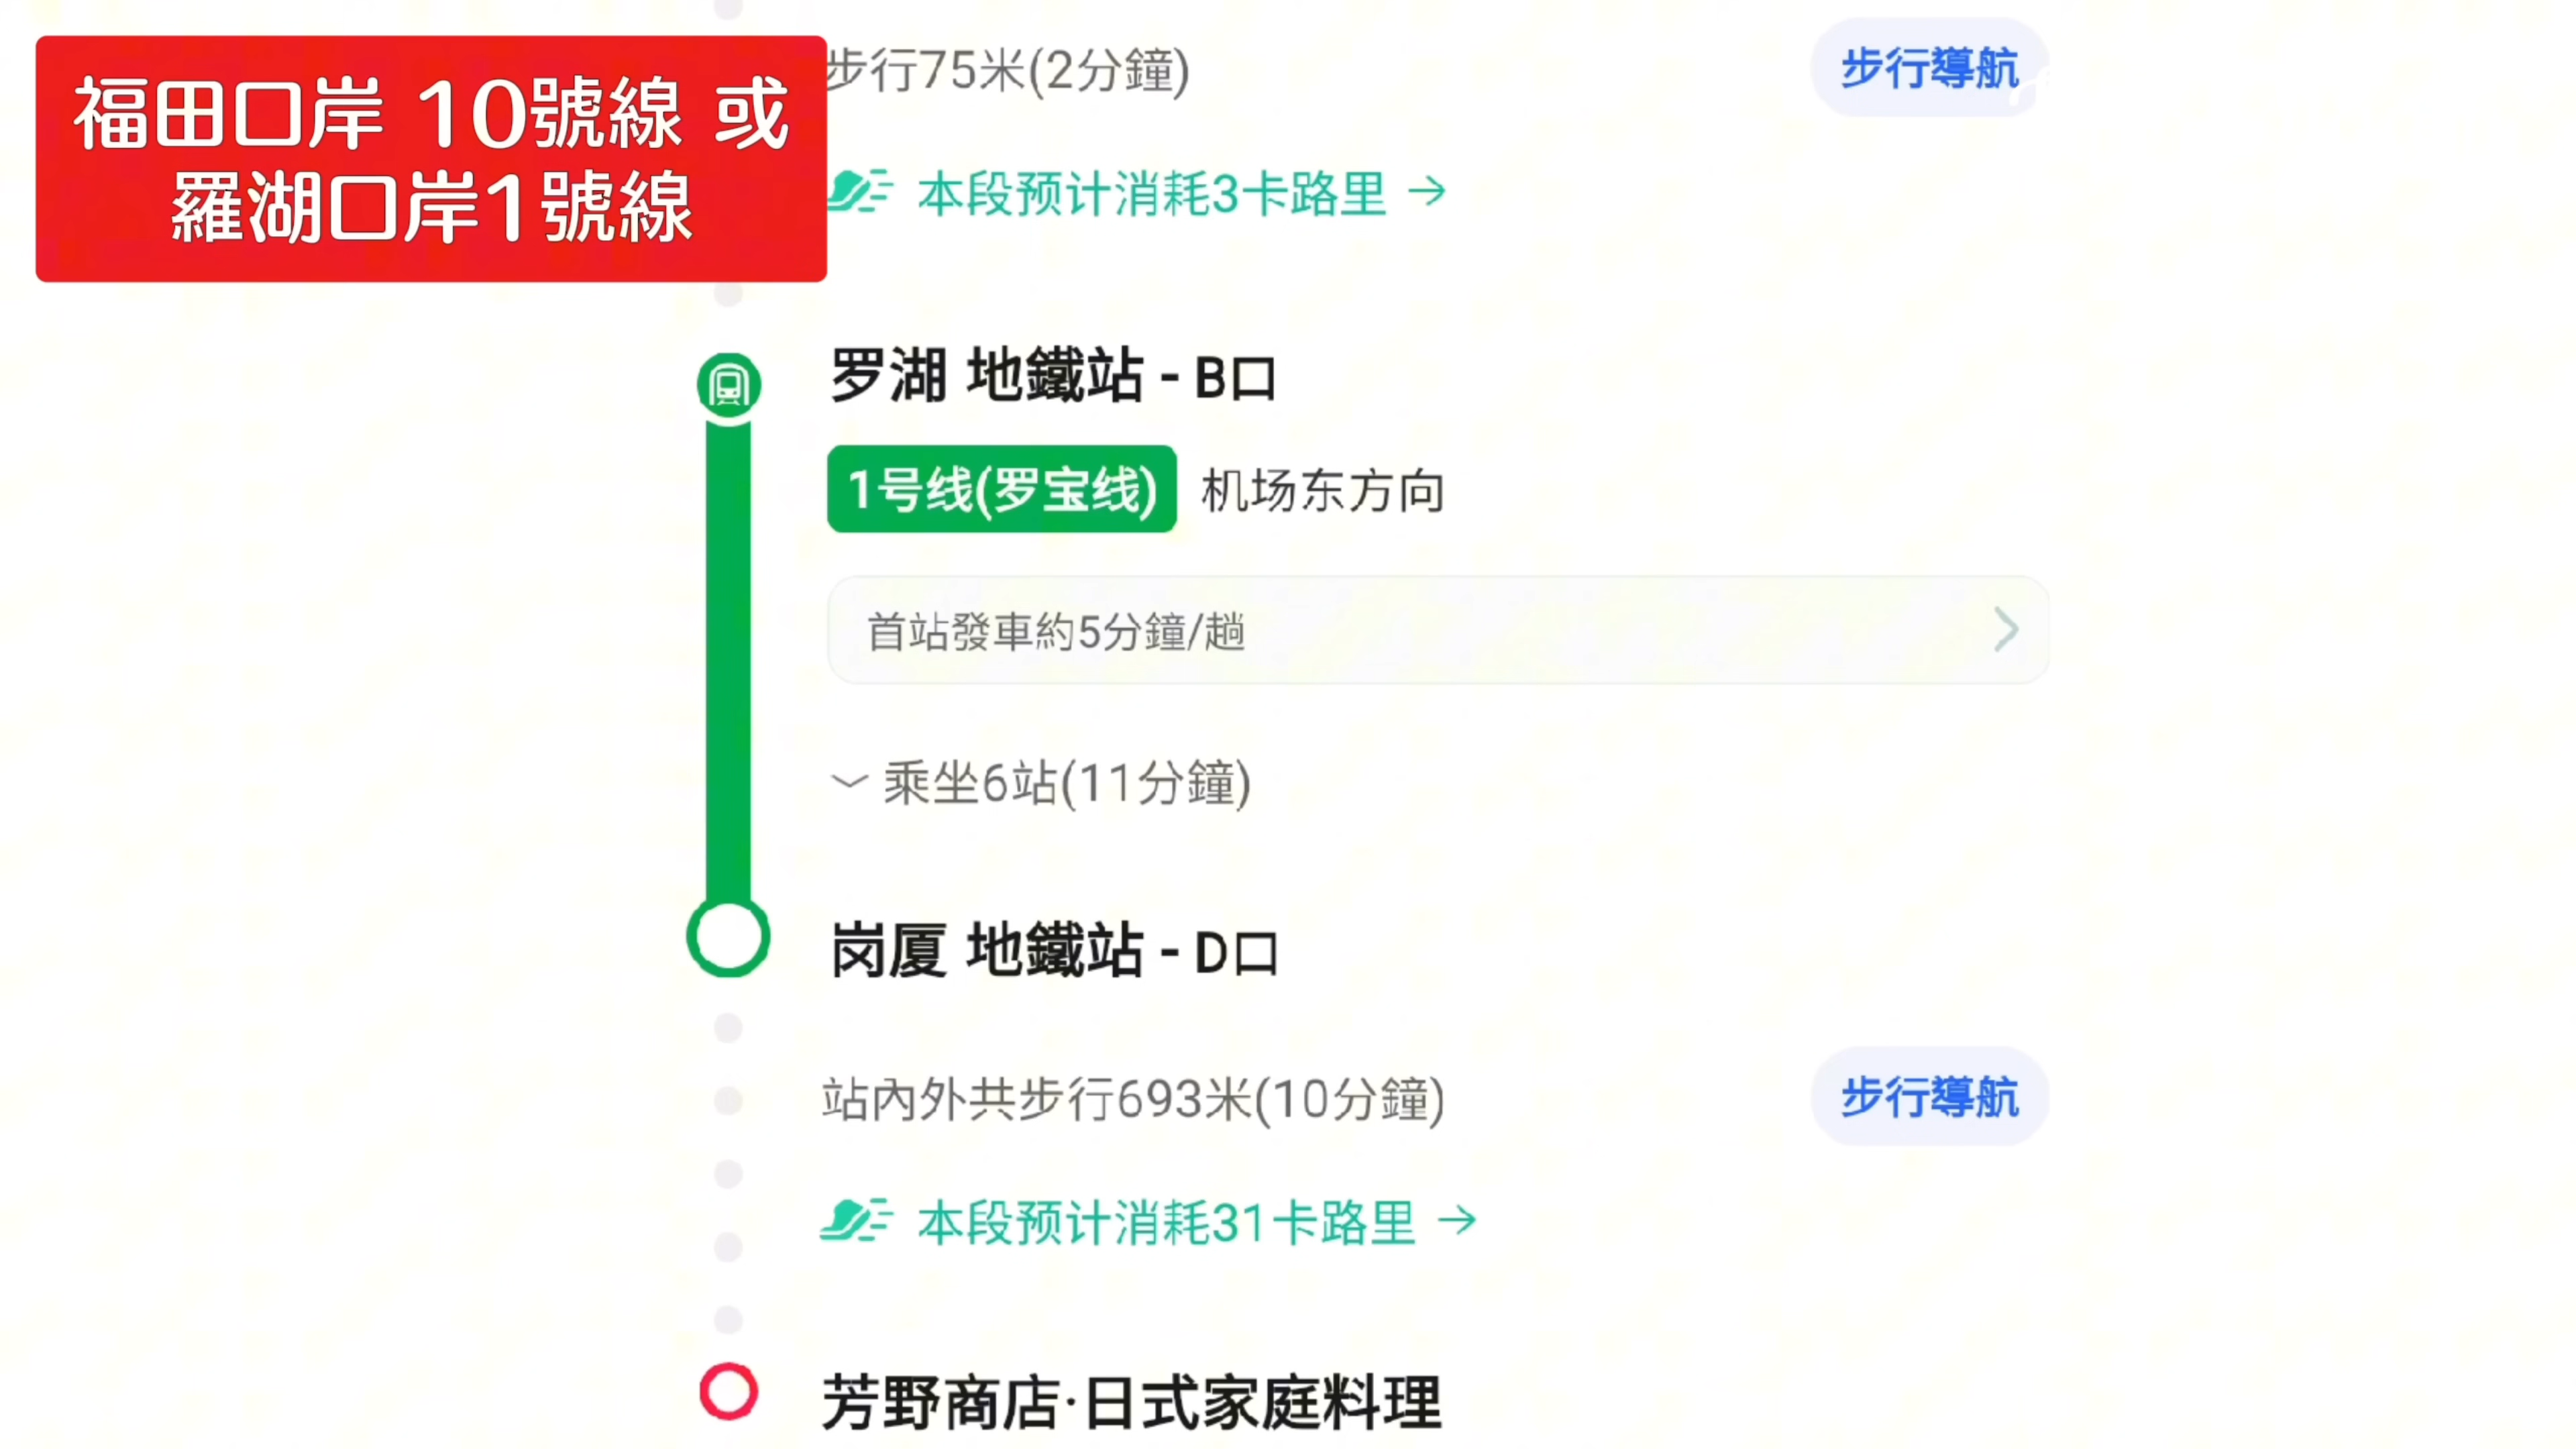 福田口岸 10號線 或
羅湖口岸1號線
步行75米(2分鐘)
步行導航
本段预计消耗3卡路里
罗湖 地鐵站 - B口
1号线(罗宝线) 机场东方向
首站發車約5分鐘/趟
乘坐6站(11分鐘)
岗厦 地鐵站 - D口
站內外共步行693米(10分鐘)
步行導航
本段预计消耗31卡路里
芳野商店·日式家庭料理